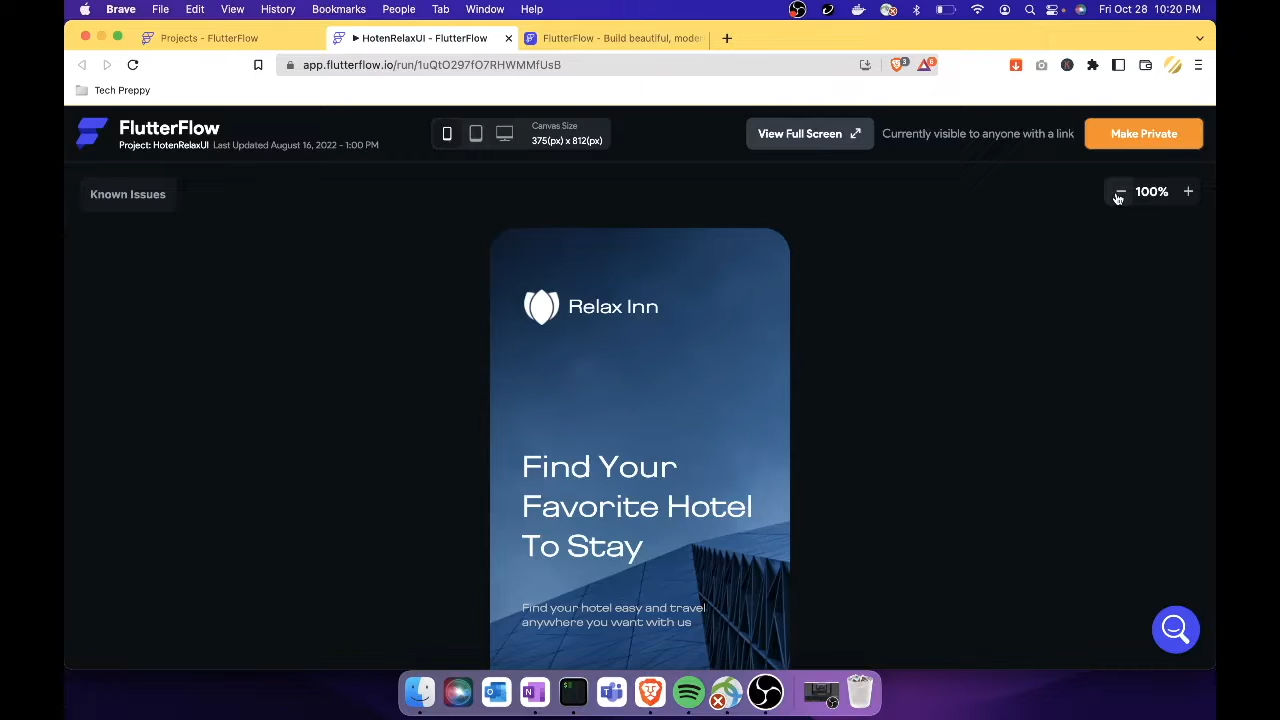 Brave File Edit View History Bookmarks People Tab Window Help Fri Oct 28 10:20 PM
Projects - FlutterFlow HotenRelaxUI - FlutterFlow FlutterFlow - Build beautiful, moder
app.flutterflow.io/run/1uQtO297fO7RHWMMfUsB 3 6
Tech Preppy
FlutterFlow
Project: HotenRelaxUI Last Updated August 16, 2022 - 1:00 PM
Canvas Size
375(px) x 812(px)
View Full Screen
Currently visible to anyone with a link
Make Private
Known Issues
100%
Relax Inn
Find Your
Favorite Hotel
To Stay
Find your hotel easy and travel
anywhere you want with us